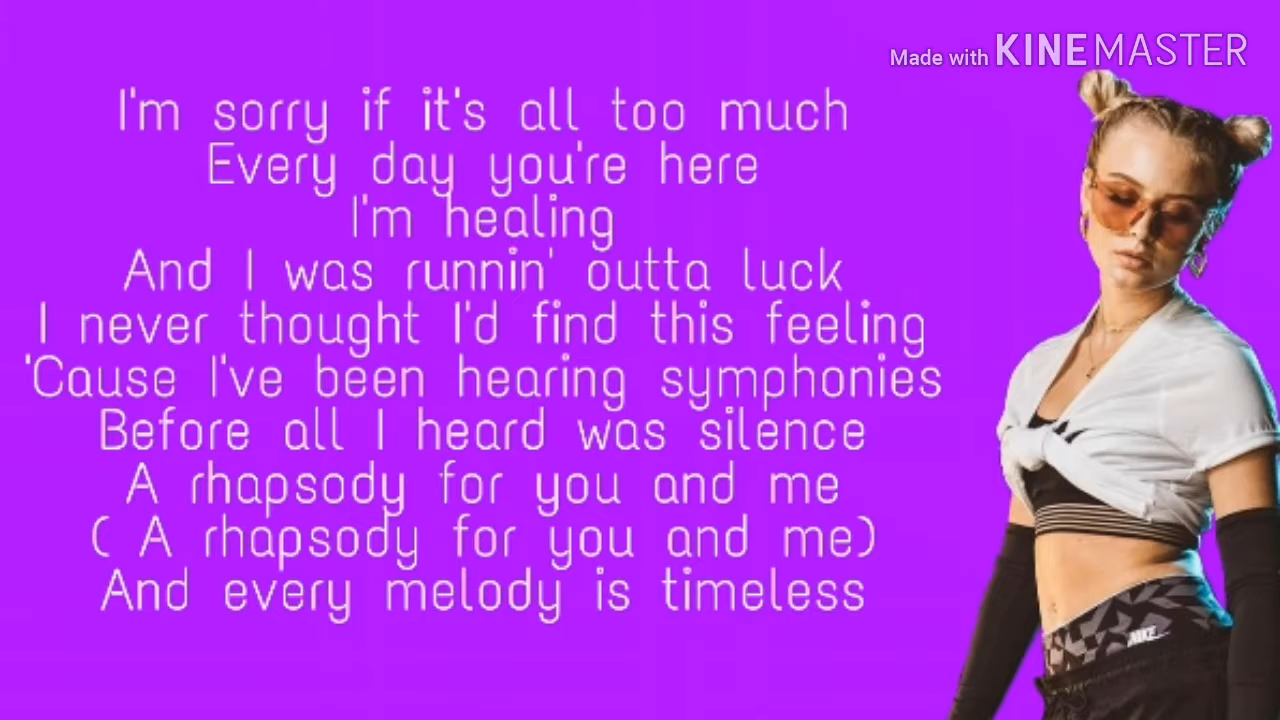 Made with KINEMASTER
I'm sorry if it's all too much
Every day you're here
I'm healing
And I was runnin' outta luck
I never thought I'd find this feeling
'Cause I've been hearing symphonies
Before all I heard was silence
A rhapsody for you and me
( A rhapsody for you and me)
And every melody is timeless
NIKE